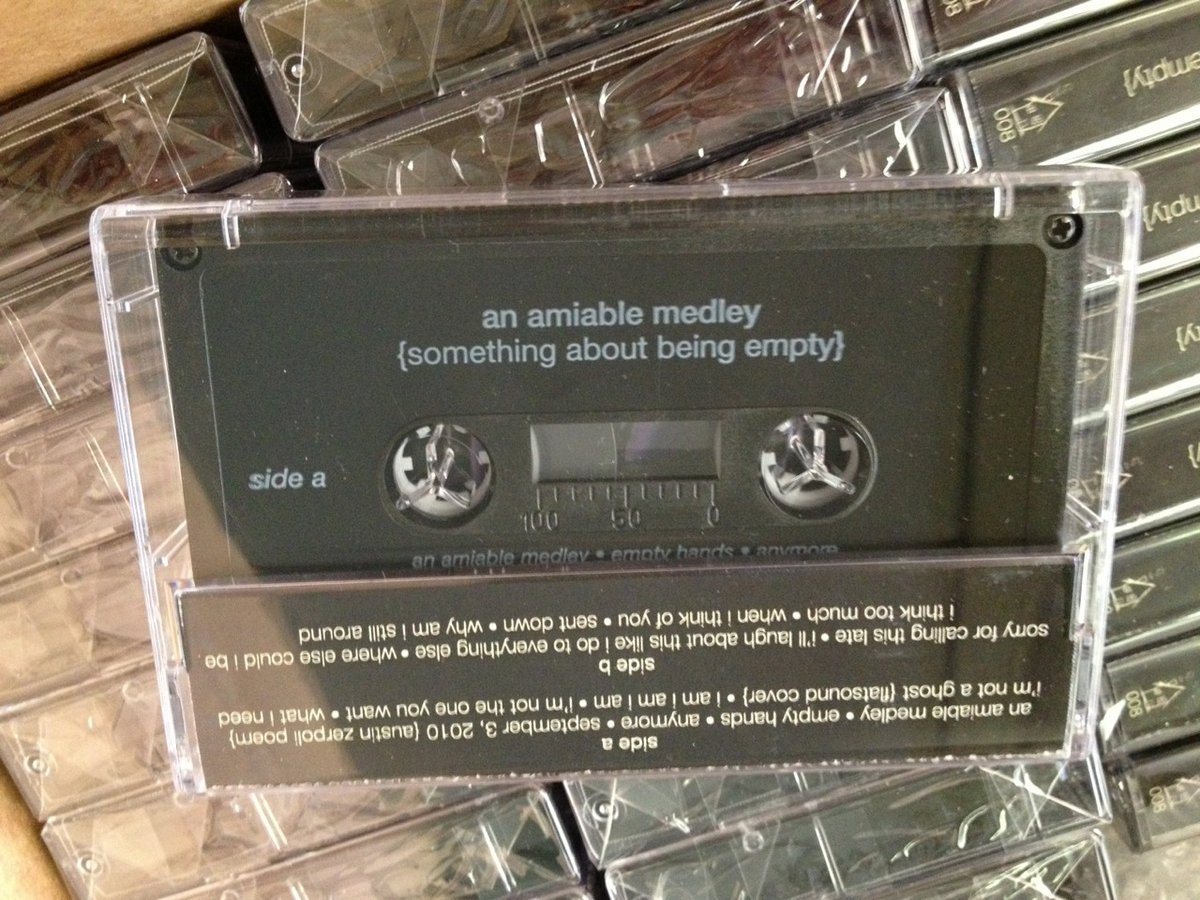 an amiable medley
{something about being empty}
side a
100 50 0
an amiable medley • empty hands • anymore
side a
an amiable medley • empty hands • anymore • september 3, 2010 {austin zerpoli poem}
i'm not a ghost {flatsound cover} • i am i am i am • i'm not the one you want • what i need
side b
sorry for calling this late • i'll laugh about this like i do to everything else • where else could i be
i think too much • when i think of you • sent down • why am i still around
empty}
008
008
008